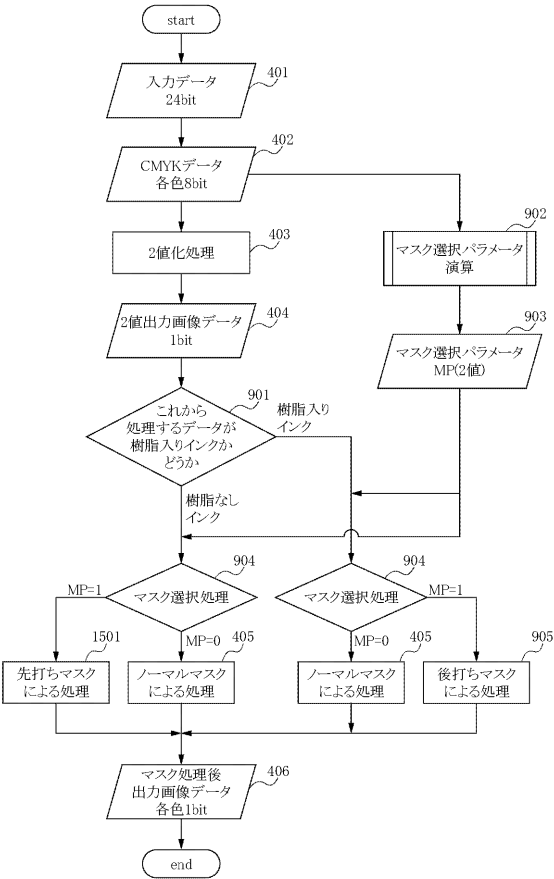 start
入力データ
24bit
401
CMYKデータ
各色8bit
402
2値化処理
403
マスク選択パラメータ
演算
902
2値出力画像データ
1bit
404
マスク選択パラメータ
MP(2値)
903
これから
処理するデータが
樹脂入りインクか
どうか
901
樹脂入り
インク
樹脂なし
インク
マスク選択処理
904
MP=1
MP=0
マスク選択処理
904
MP=1
MP=0
先打ちマスク
による処理
1501
ノーマルマスク
による処理
405
ノーマルマスク
による処理
405
後打ちマスク
による処理
905
マスク処理後
出力画像データ
各色1bit
406
end